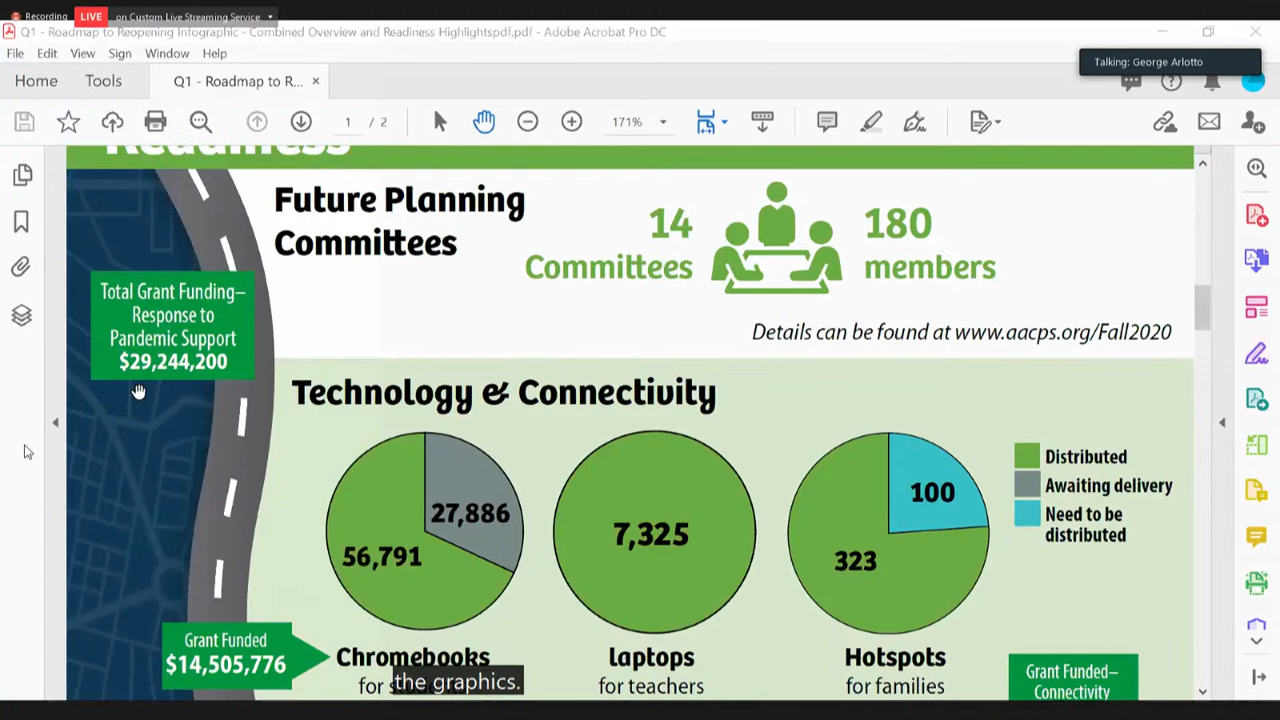 Recording
LIVE
on Custom Live Streaming Service
Q1 - Roadmap to Reopening Infographic - Combined Overview and Readiness Highlightspdf.pdf - Adobe Acrobat Pro DC
File Edit View Sign Window Help
Talking: George Arlotto
Home Tools Q1 - Roadmap to R... ×
1 / 2
171%
Readiness
Future Planning
Committees
14
Committees
180
members
Total Grant Funding–
Response to
Pandemic Support
$29,244,200
Details can be found at www.aacps.org/Fall2020
Technology & Connectivity
27,886
56,791
7,325
100
323
Distributed
Awaiting delivery
Need to be
distributed
Grant Funded
$14,505,776
Chromebooks
for
the graphics.
laptops
for teachers
Hotspots
for families
Grant Funded–
Connectivity